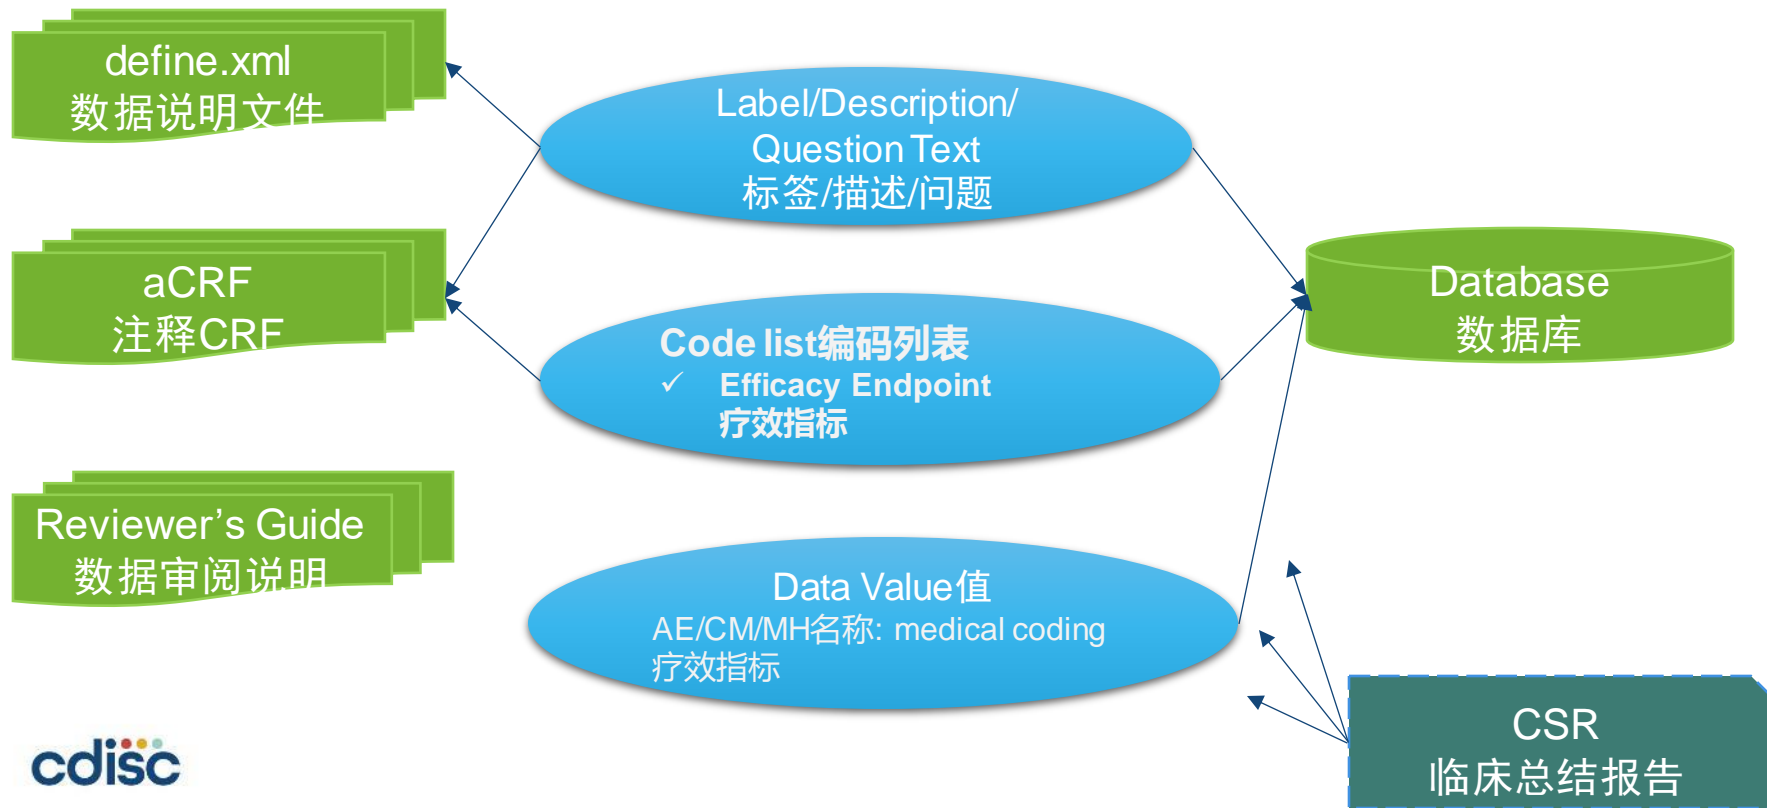 define.xml
数据说明文件
Label/Description/
Question Text
标签/描述/问题
aCRF
注释CRF
Code list编码列表
✓ Efficacy Endpoint
疗效指标
Database
数据库
Reviewer’s Guide
数据审阅说明
Data Value值
AE/CM/MH名称: medical coding
疗效指标
CSR
临床总结报告
cdisc